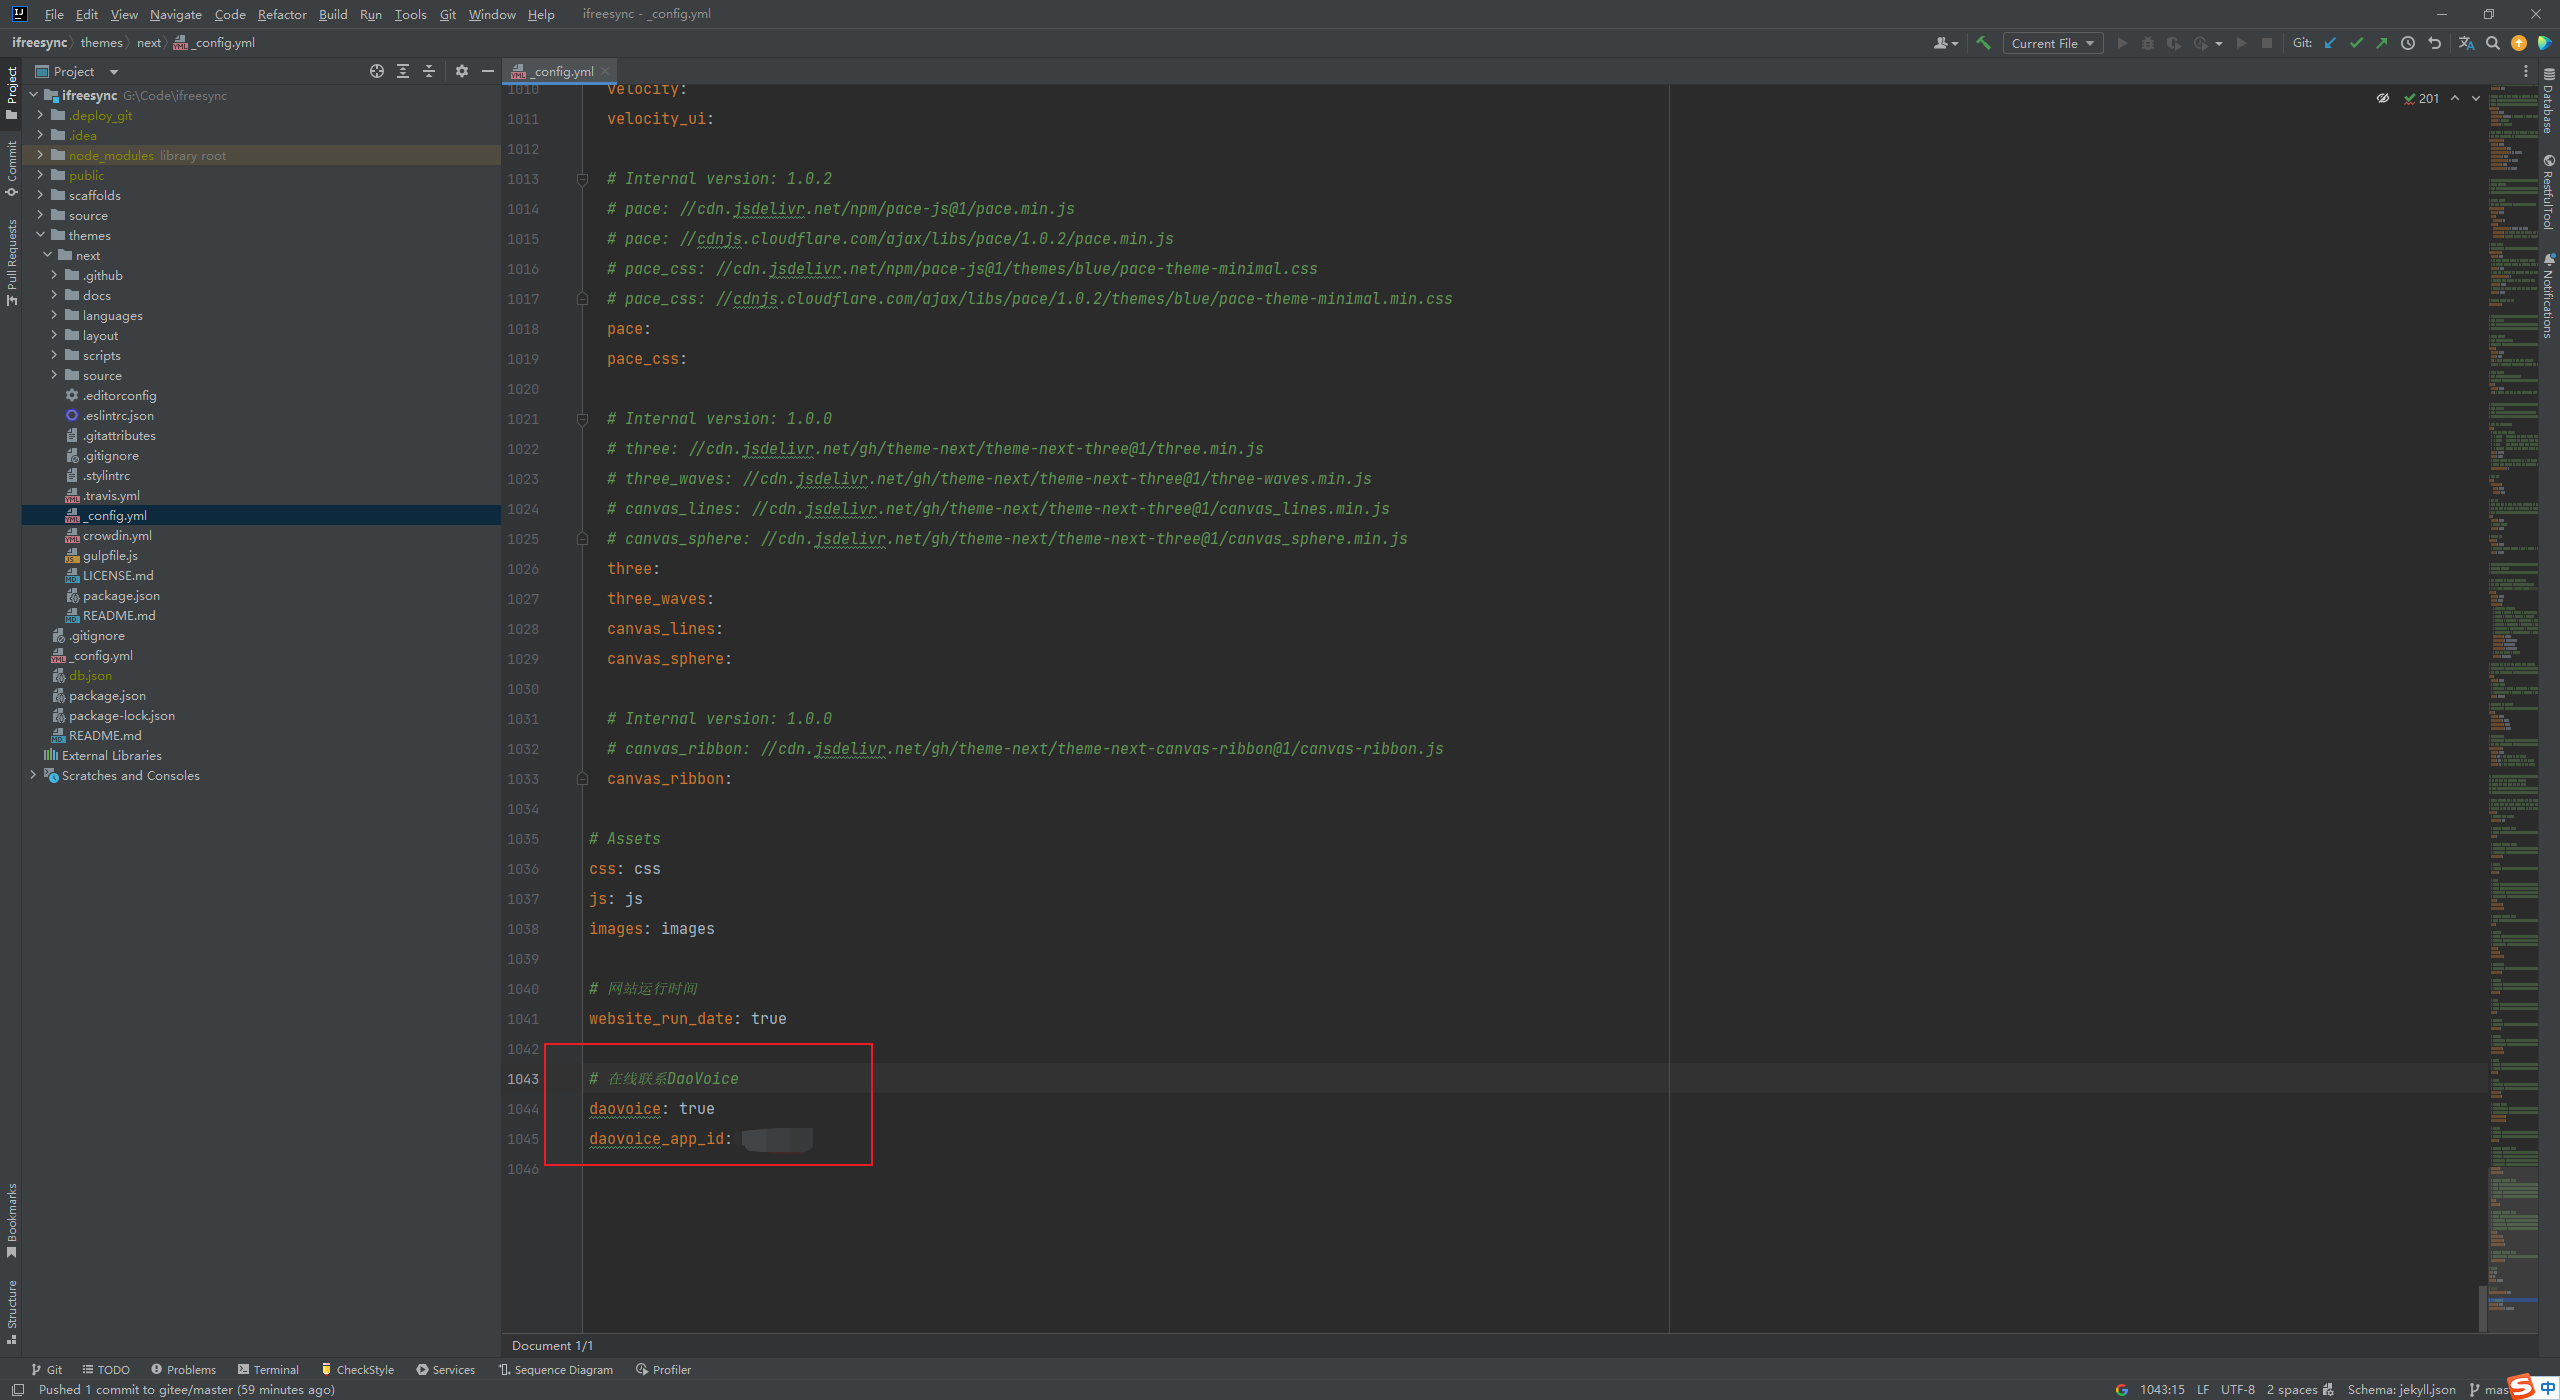 File Edit View Navigate Code Refactor Build Run Tools Git Window Help ifreesync - _config.yml
ifreesync themes next _config.yml
Current File
Git:
Project
_config.yml
ifreesync G:\Code\ifreesync
.deploy_git
.idea
node_modules library root
public
scaffolds
source
themes
next
.github
docs
languages
layout
scripts
source
.editorconfig
.eslintrc.json
.gitattributes
.gitignore
.stylintrc
.travis.yml
_config.yml
crowdin.yml
gulpfile.js
LICENSE.md
package.json
README.md
.gitignore
_config.yml
db.json
package.json
package-lock.json
README.md
External Libraries
Scratches and Consoles
Project
Commit
Pull Requests
Bookmarks
Structure
201
1010 velocity:
1011 velocity_ui:
1012
1013 # Internal version: 1.0.2
1014 # pace: //cdn.jsdelivr.net/npm/pace-js@1/pace.min.js
1015 # pace: //cdnjs.cloudflare.com/ajax/libs/pace/1.0.2/pace.min.js
1016 # pace_css: //cdn.jsdelivr.net/npm/pace-js@1/themes/blue/pace-theme-minimal.css
1017 # pace_css: //cdnjs.cloudflare.com/ajax/libs/pace/1.0.2/themes/blue/pace-theme-minimal.min.css
1018 pace:
1019 pace_css:
1020
1021 # Internal version: 1.0.0
1022 # three: //cdn.jsdelivr.net/gh/theme-next/theme-next-three@1/three.min.js
1023 # three_waves: //cdn.jsdelivr.net/gh/theme-next/theme-next-three@1/three-waves.min.js
1024 # canvas_lines: //cdn.jsdelivr.net/gh/theme-next/theme-next-three@1/canvas_lines.min.js
1025 # canvas_sphere: //cdn.jsdelivr.net/gh/theme-next/theme-next-three@1/canvas_sphere.min.js
1026 three:
1027 three_waves:
1028 canvas_lines:
1029 canvas_sphere:
1030
1031 # Internal version: 1.0.0
1032 # canvas_ribbon: //cdn.jsdelivr.net/gh/theme-next/theme-next-canvas-ribbon@1/canvas-ribbon.js
1033 canvas_ribbon:
1034
1035 # Assets
1036 css: css
1037 js: js
1038 images: images
1039
1040 # 网站运行时间
1041 website_run_date: true
1042
1043 # 在线联系DaoVoice
1044 daovoice: true
1045 daovoice_app_id:
1046
Document 1/1
Database
RestfulTool
Notifications
Git TODO Problems Terminal CheckStyle Services Sequence Diagram Profiler
Pushed 1 commit to gitee/master (59 minutes ago)
1043:15 LF UTF-8 2 spaces Schema: jekyll.json
中